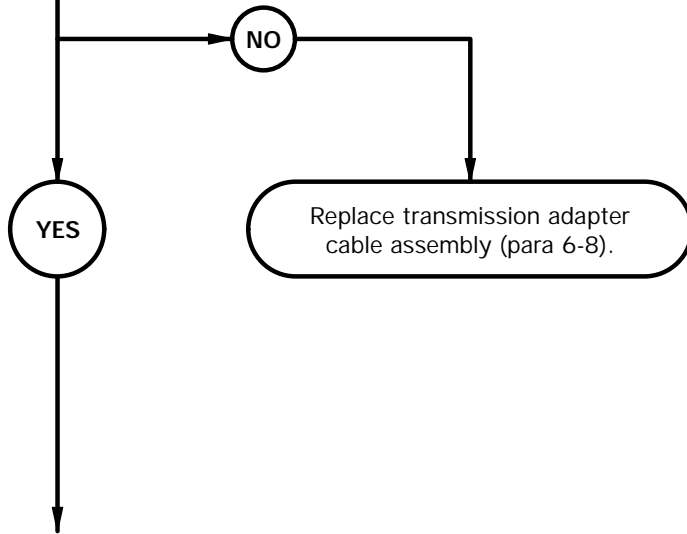 NO
YES
Replace transmission adapter
cable assembly (para 6-8).